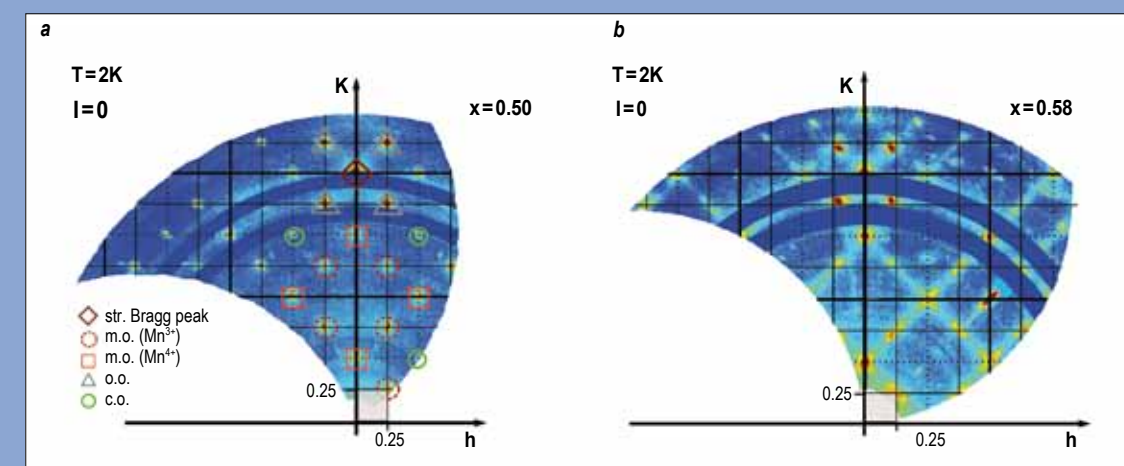 a
T=2K
l=0
K
x=0.50
str. Bragg peak
m.o. (Mn³⁺)
m.o. (Mn⁴⁺)
o.o.
c.o.
0.25
0.25
h
b
T=2K
l=0
K
x=0.58
0.25
0.25
h